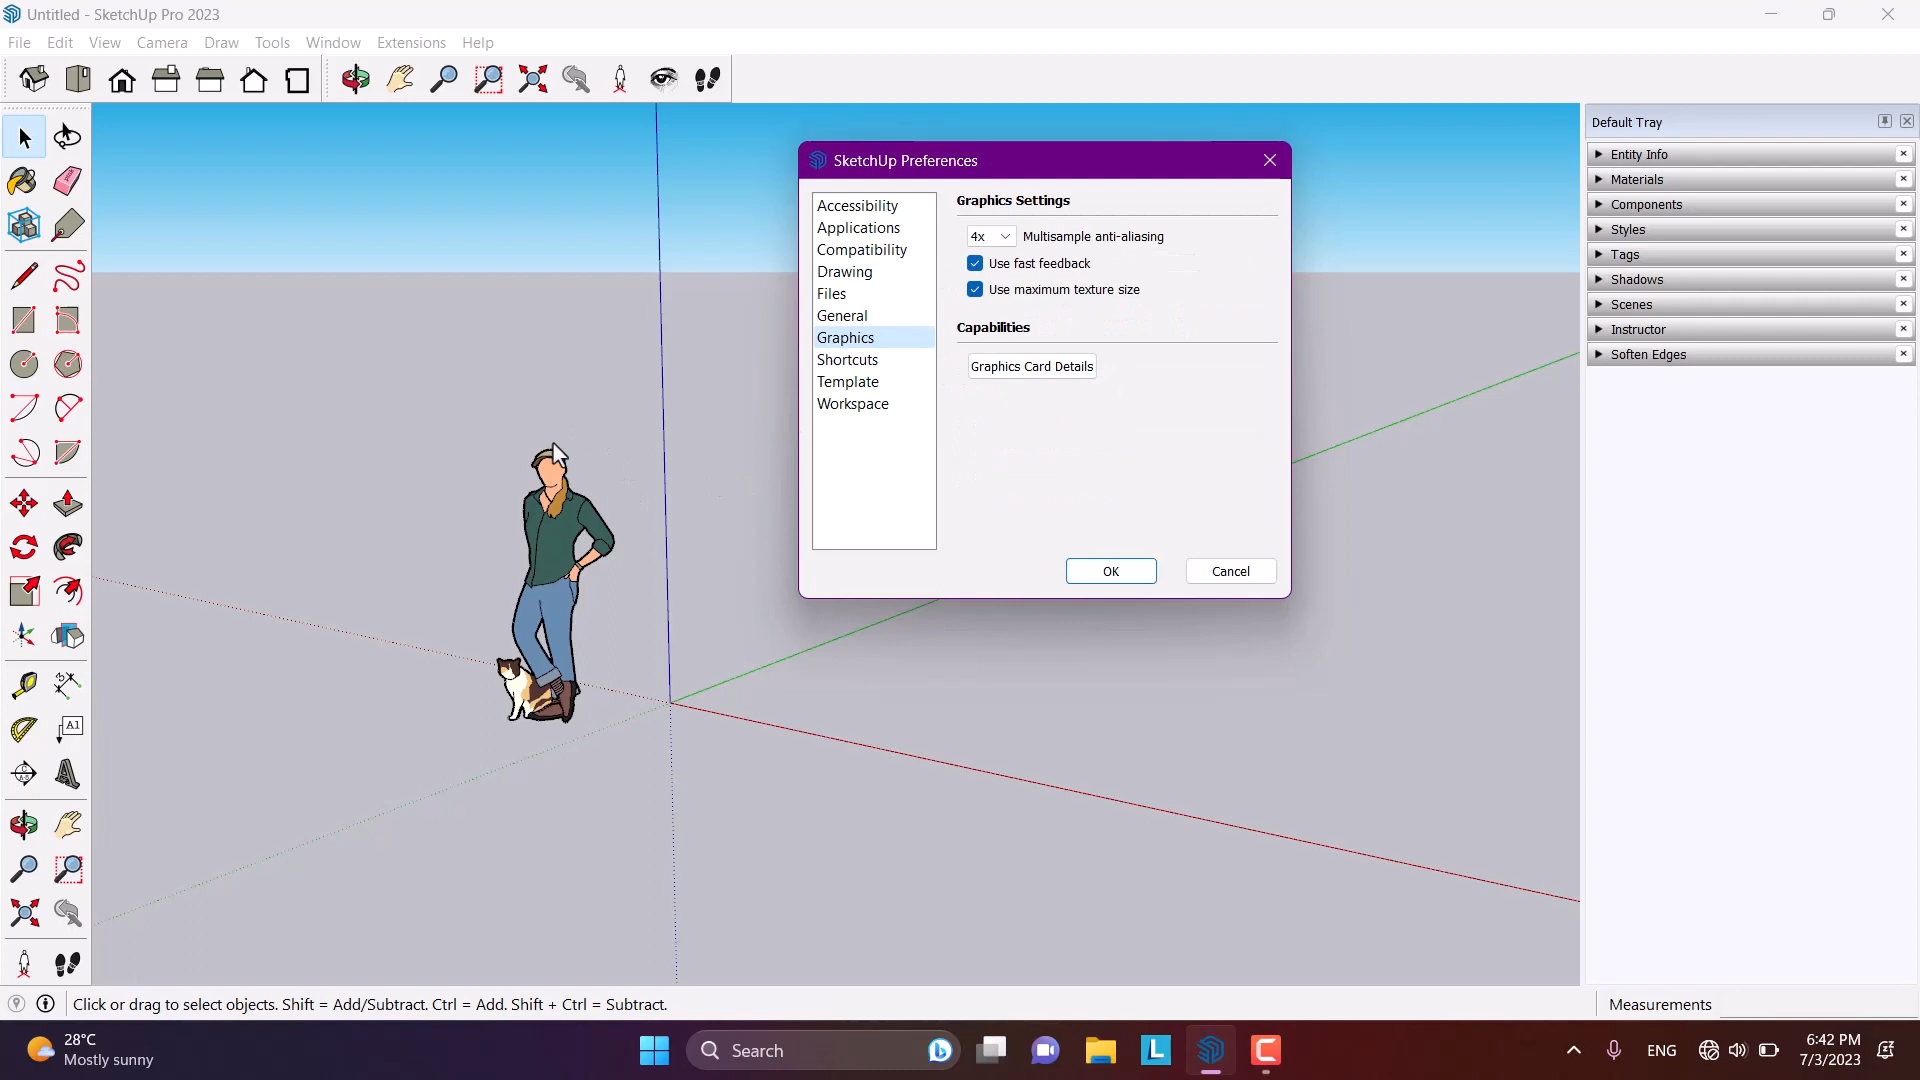 Untitled - SketchUp Pro 2023
File Edit View Camera Draw Tools Window Extensions Help
Default Tray
Entity Info
Materials
Components
Styles
Tags
Shadows
Scenes
Instructor
Soften Edges
SketchUp Preferences
Accessibility
Applications
Compatibility
Drawing
Files
General
Graphics
Shortcuts
Template
Workspace
Graphics Settings
4x Multisample anti-aliasing
Use fast feedback
Use maximum texture size
Capabilities
Graphics Card Details
OK Cancel
A1
Click or drag to select objects. Shift = Add/Subtract. Ctrl = Add. Shift + Ctrl = Subtract.
Measurements
28°C
Mostly sunny
Search
L
C
ENG
6:42 PM
7/3/2023